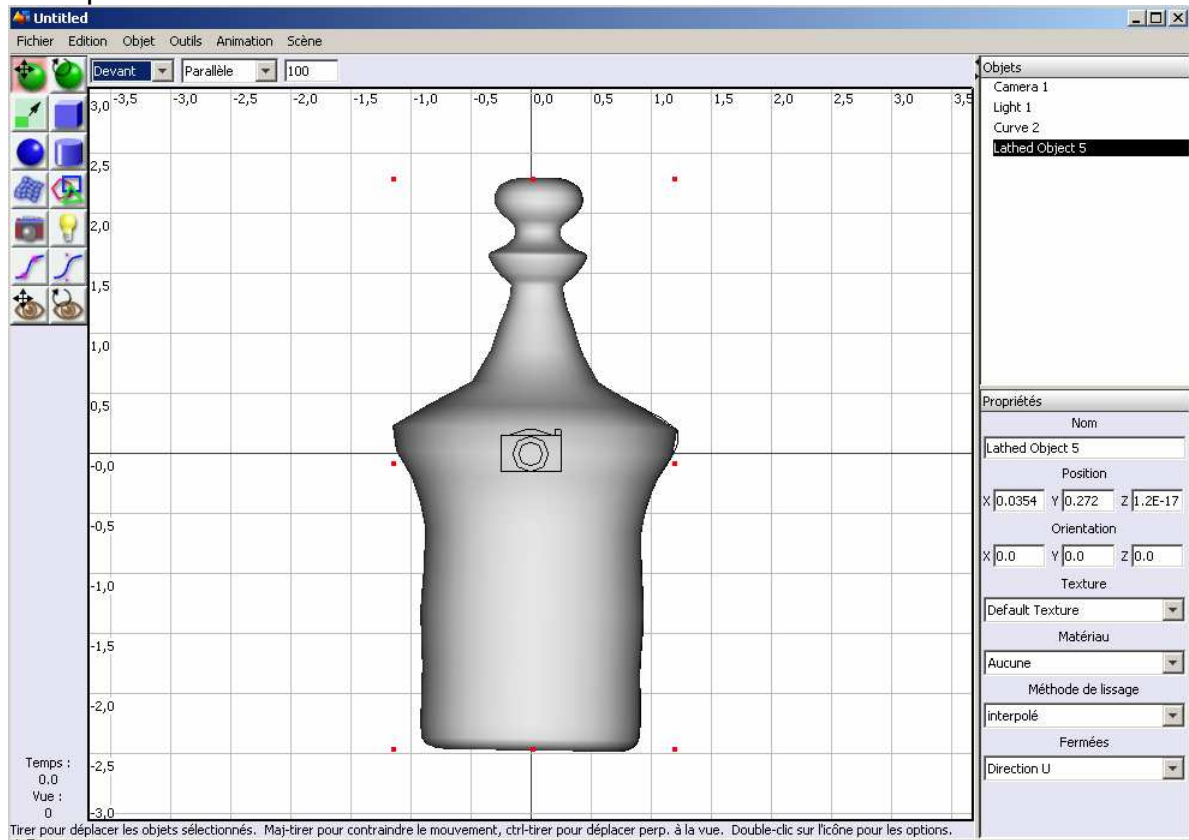 Untitled
Fichier Edition Objet Outils Animation Scène
Devant Parallèle 100
3,0 -3,5 -3,0 -2,5 -2,0 -1,5 -1,0 -0,5 0,0 0,5 1,0 1,5 2,0 2,5 3,0 3,5
2,5
2,0
1,5
1,0
0,5
-0,0
-0,5
-1,0
-1,5
-2,0
-2,5
-3,0
Temps :
0.0
Vue :
0
Objets
Camera 1
Light 1
Curve 2
Lathed Object 5
Propriétés
Nom
Lathed Object 5
Position
X 0.0354 Y 0.272 Z 1.2E-17
Orientation
X 0.0 Y 0.0 Z 0.0
Texture
Default Texture
Matériau
Aucune
Méthode de lissage
interpolé
Fermées
Direction U
Tirer pour déplacer les objets sélectionnés. Maj-tirer pour contraindre le mouvement, ctrl-tirer pour déplacer perp. à la vue. Double-clic sur l'icône pour les options.